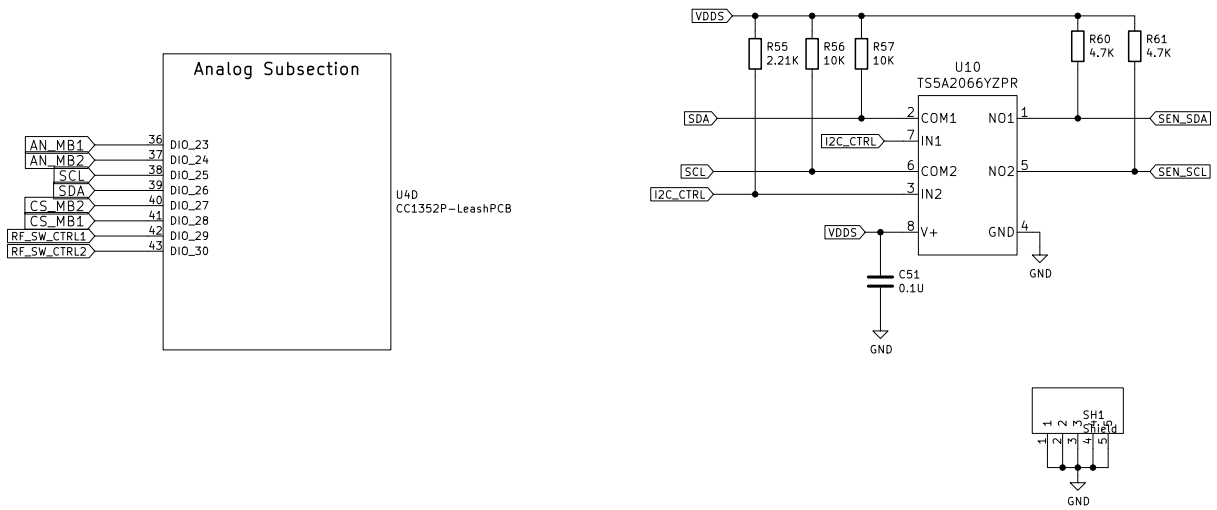 Analog Subsection
AN_MB1 36 DIO_23
AN_MB2 37 DIO_24
SCL 38 DIO_25
SDA 39 DIO_26
CS_MB2 40 DIO_27
CS_MB1 41 DIO_28
RF_SW_CTRL1 42 DIO_29
RF_SW_CTRL2 43 DIO_30
U4D
CC1352P-LeashPCB
VDDS
R55
2.21K
R56
10K
R57
10K
R60
4.7K
R61
4.7K
U10
TS5A2066YZPR
SDA 2 COM1 NO1 1 SEN_SDA
I2C_CTRL 7 IN1
SCL 6 COM2 NO2 5 SEN_SCL
I2C_CTRL 3 IN2
VDDS 8 V+ GND 4
GND
C51
0.1U
GND
SH1
Shield
1 2 3 4 5
1 2 3 4 5
GND